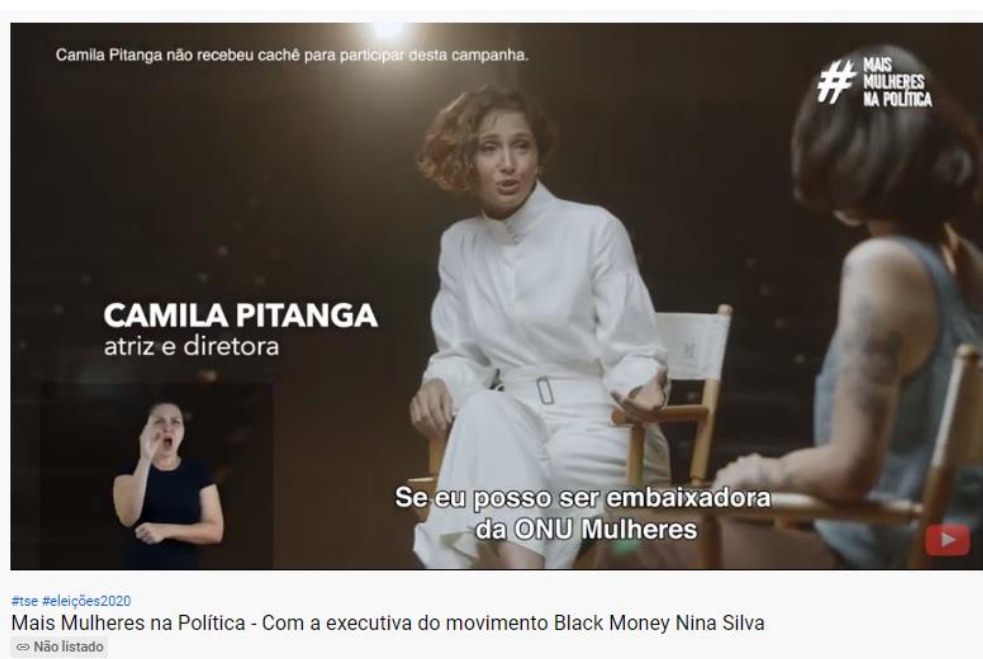 Camila Pitanga não recebeu cachê para participar desta campanha.
# MAIS
MULHERES
NA POLÍTICA
CAMILA PITANGA
atriz e diretora
Se eu posso ser embaixadora
da ONU Mulheres
#tse #eleições2020
Mais Mulheres na Política - Com a executiva do movimento Black Money Nina Silva
Não listado